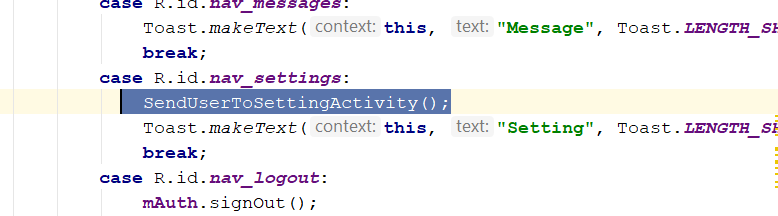 case R.id.nav_messages:
Toast.makeText( context: this, text: "Message", Toast.LENGTH_SH
break;
case R.id.nav_settings:
SendUserToSettingActivity();
Toast.makeText( context: this, text: "Setting", Toast.LENGTH_SH
break;
case R.id.nav_logout:
mAuth.signOut();